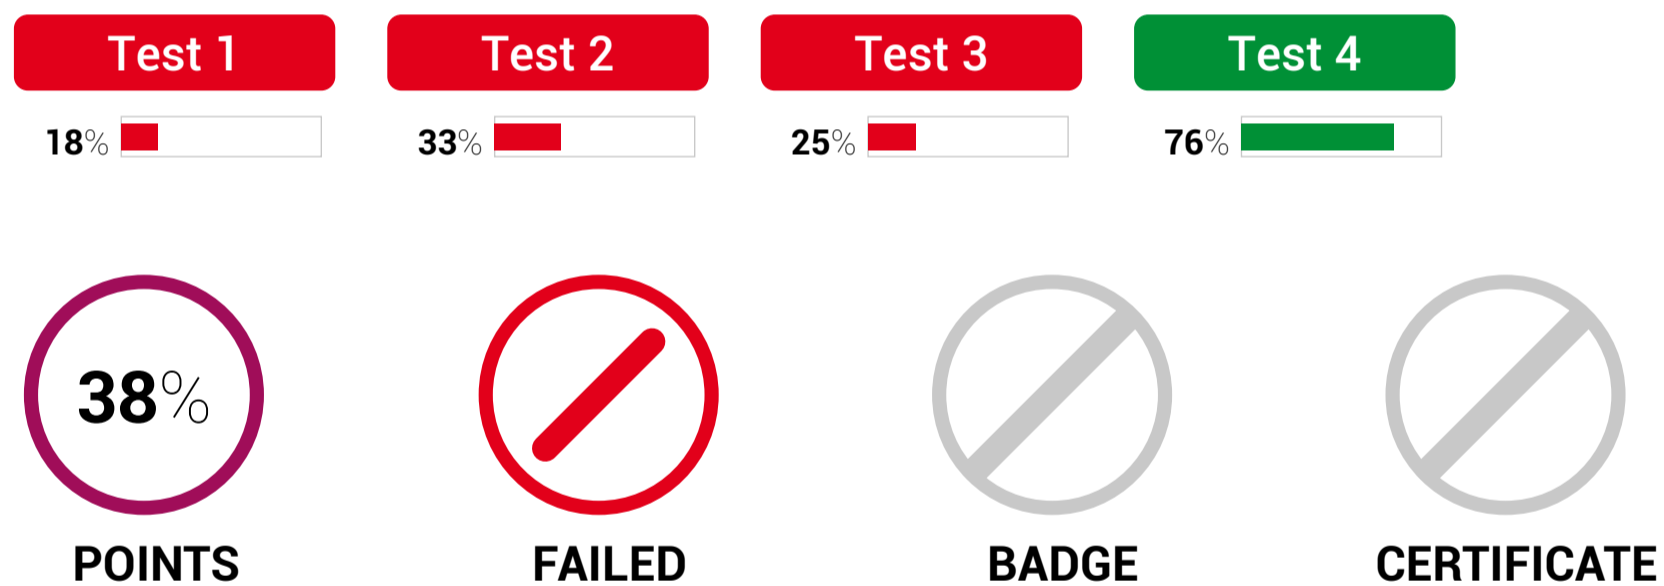 Test 1 Test 2 Test 3 Test 4
18% 33% 25% 76%
38%
POINTS FAILED BADGE CERTIFICATE